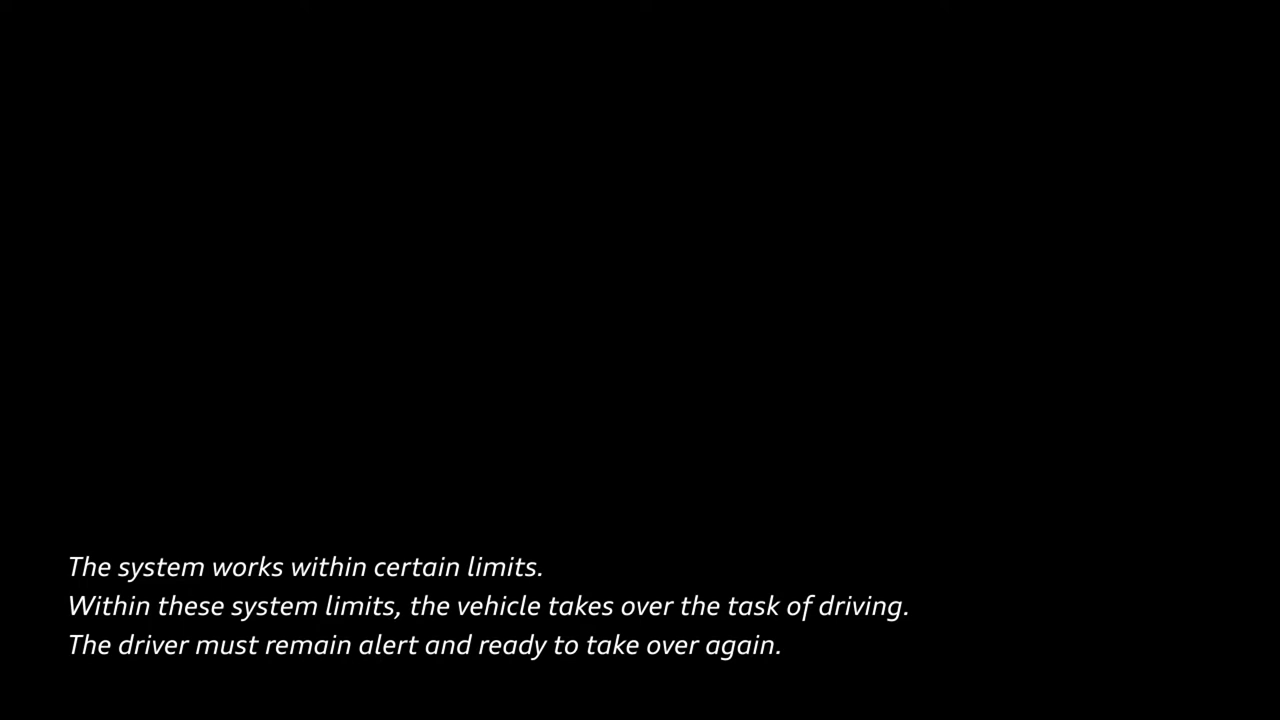 The system works within certain limits.
Within these system limits, the vehicle takes over the task of driving.
The driver must remain alert and ready to take over again.